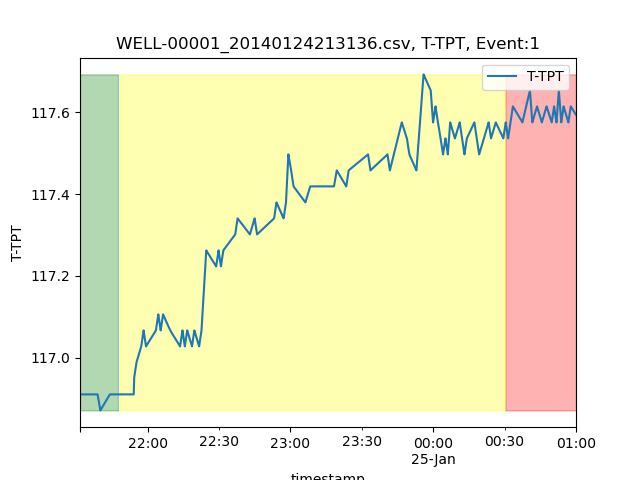 WELL-00001_20140124213136.csv, T-TPT, Event:1
T-TPT
117.6
117.4
117.2
117.0
T-TPT
22:00
22:30
23:00
23:30
00:00
25-Jan
00:30
01:00
timestamp